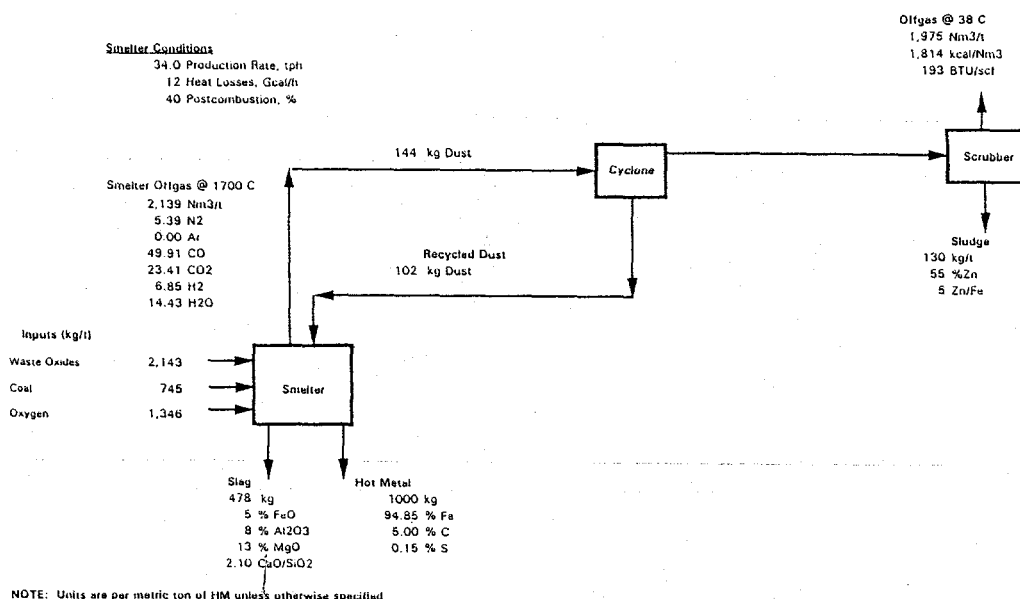 Offgas @ 38 C
1,975 Nm3/t
1,814 kcal/Nm3
193 BTU/scf
Smelter Conditions
34.0 Production Rate, tph
12 Heat Losses, Gcal/h
40 Postcombustion, %
144 kg Dust
Cyclone
Scrubber
Smelter Offgas @ 1700 C
2,139 Nm3/t
5.39 N2
0.00 Ar
49.91 CO
23.41 CO2
6.85 H2
14.43 H2O
Recycled Dust
102 kg Dust
Sludge
130 kg/t
55 %Zn
5 Zn/Fe
Inputs (kg/t)
Waste Oxides 2,143
Coal 745
Oxygen 1,346
Smelter
Slag
478 kg
5 % FeO
8 % Al2O3
13 % MgO
2.10 CaO/SiO2
Hot Metal
1000 kg
94.85 % Fe
5.00 % C
0.15 % S
NOTE: Units are per metric ton of HM unless otherwise specified